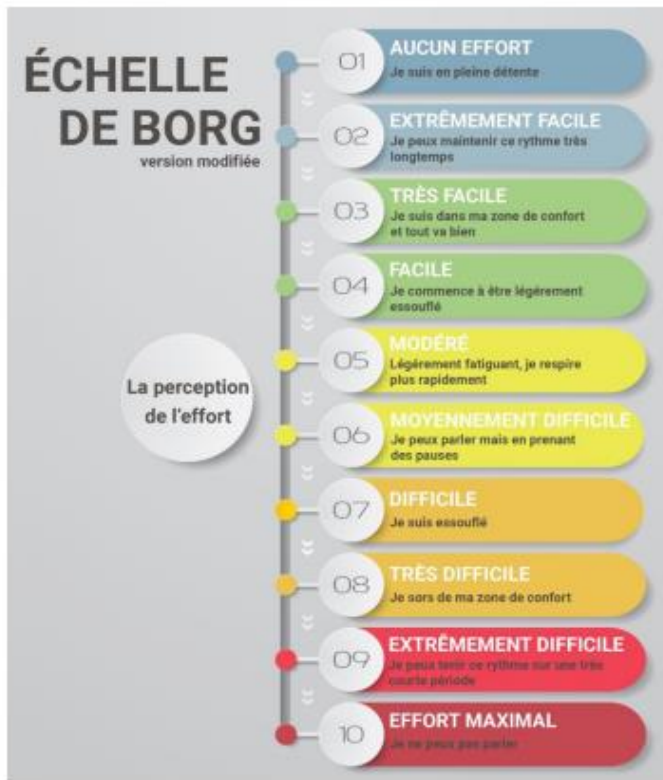 ÉCHELLE
DE BORG
version modifiée
La perception
de l'effort
01
AUCUN EFFORT
Je suis en pleine détente
02
EXTRÊMEMENT FACILE
Je peux maintenir ce rythme très
longtemps
03
TRÈS FACILE
Je suis dans ma zone de confort
et tout va bien
04
FACILE
Je commence à être légèrement
essouflé
05
MODÉRÉ
Légèrement fatiguant, je respire
plus rapidement
06
MOYENNEMENT DIFFICILE
Je peux parler mais en prenant
des pauses
07
DIFFICILE
Je suis essouflé
08
TRÈS DIFFICILE
Je sors de ma zone de confort
09
EXTRÊMEMENT DIFFICILE
Je peux tenir ce rythme sur une très
courte période
10
EFFORT MAXIMAL
Je ne peux pas parler